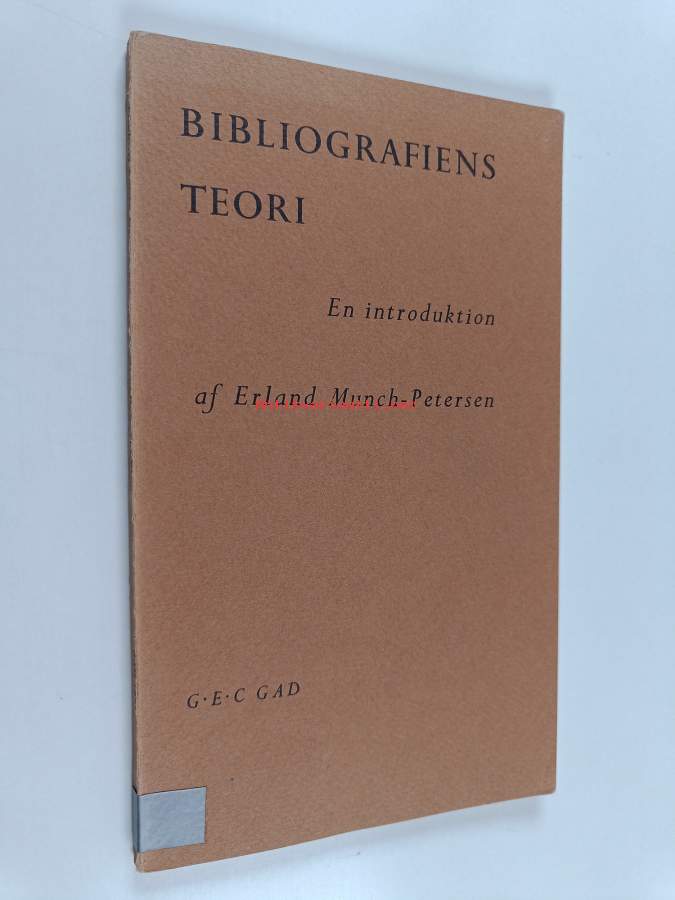 BIBLIOGRAFIENS
TEORI
En introduktion
af Erland Munch-Petersen
G·E·C GAD